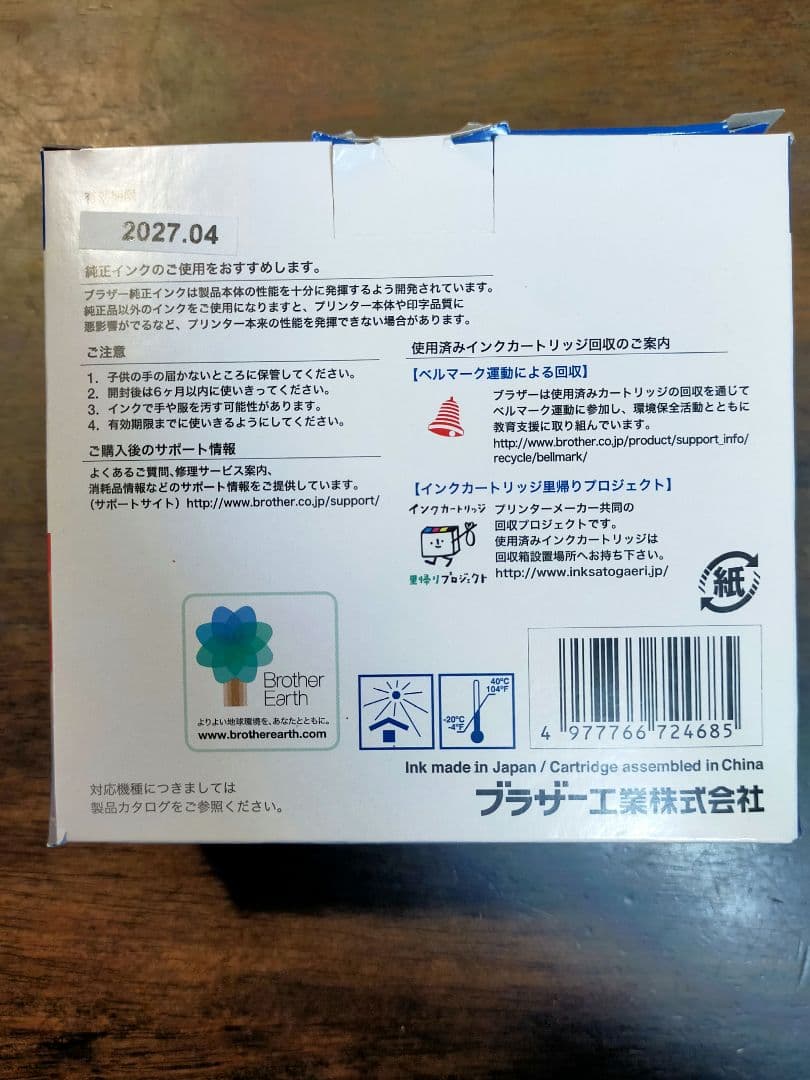 有効期限
2027.04
純正インクのご使用をおすすめします。
ブラザー純正インクは製品本体の性能を十分に発揮するよう開発されています。
純正品以外のインクをご使用になりますと、プリンター本体や印字品質に
悪影響がでるなど、プリンター本来の性能を発揮できない場合があります。
ご注意
1. 子供の手の届かないところに保管してください。
2. 開封後は6ヶ月以内に使いきってください。
3. インクで手や服を汚す可能性があります。
4. 有効期限までに使いきるようにしてください。
ご購入後のサポート情報
よくあるご質問、修理サービス案内、
消耗品情報などのサポート情報をご提供しています。
(サポートサイト) http://www.brother.co.jp/support/
使用済みインクカートリッジ回収のご案内
【ベルマーク運動による回収】
ブラザーは使用済みカートリッジの回収を通じて
ベルマーク運動に参加し、環境保全活動とともに
教育支援に取り組んでいます。
http://www.brother.co.jp/product/support_info/
recycle/bellmark/
【インクカートリッジ里帰りプロジェクト】
インクカートリッジ
里帰りプロジェクト
プリンターメーカー共同の
回収プロジェクトです。
使用済みインクカートリッジは
回収箱設置場所へお持ち下さい。
http://www.inksatogaeri.jp/
紙
Brother
Earth
よりよい地球環境を、あなたとともに。
www.brotherearth.com
40°C
104°F
-20°C
-4°F
4 977766 724685
Ink made in Japan / Cartridge assembled in China
ブラザー工業株式会社
対応機種につきましては
製品カタログをご参照ください。